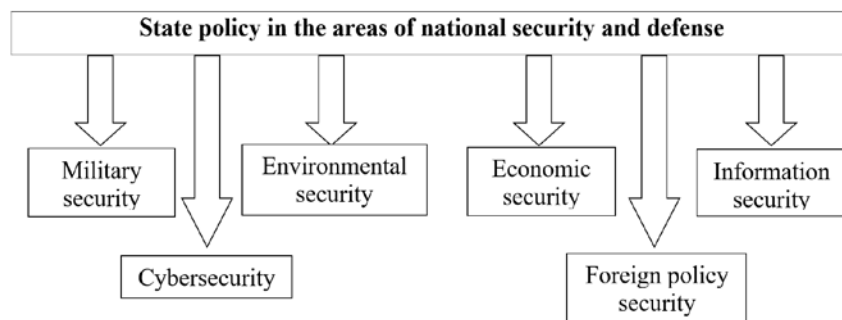 State policy in the areas of national security and defense
Military
security
Environmental
security
Economic
security
Information
security
Cybersecurity
Foreign policy
security